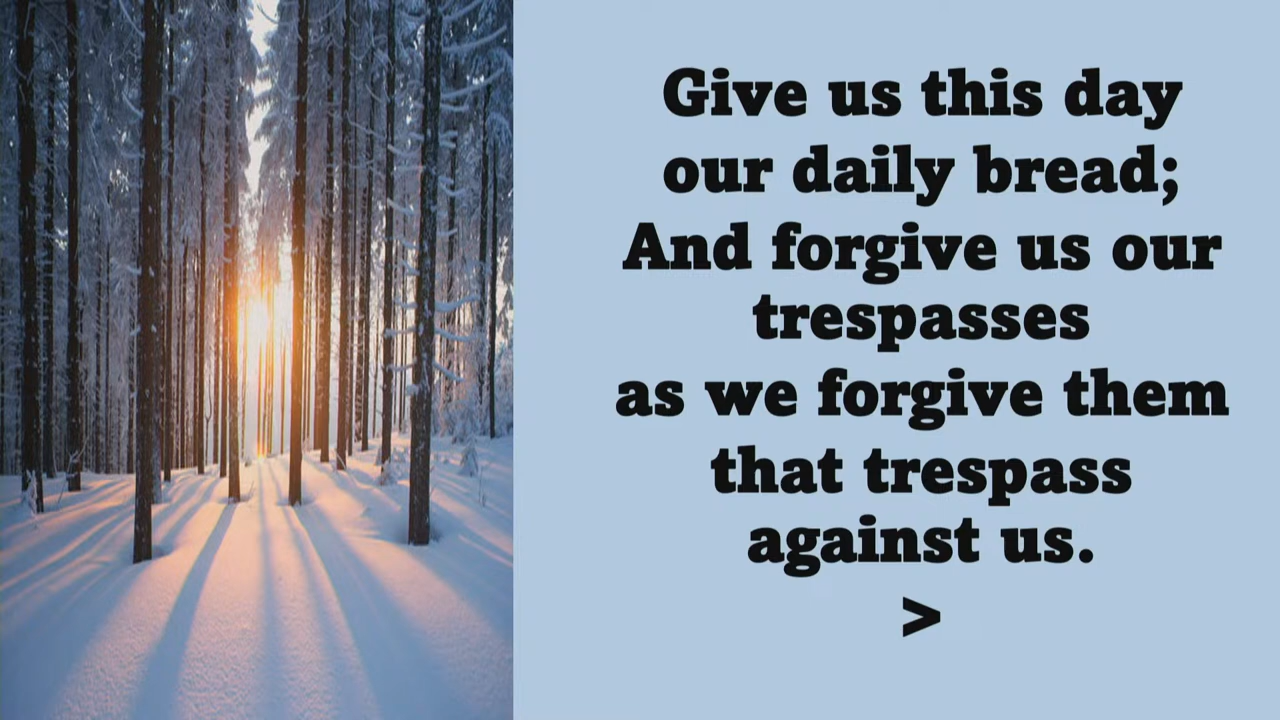 Give us this day
our daily bread;
And forgive us our
trespasses
as we forgive them
that trespass
against us.
>